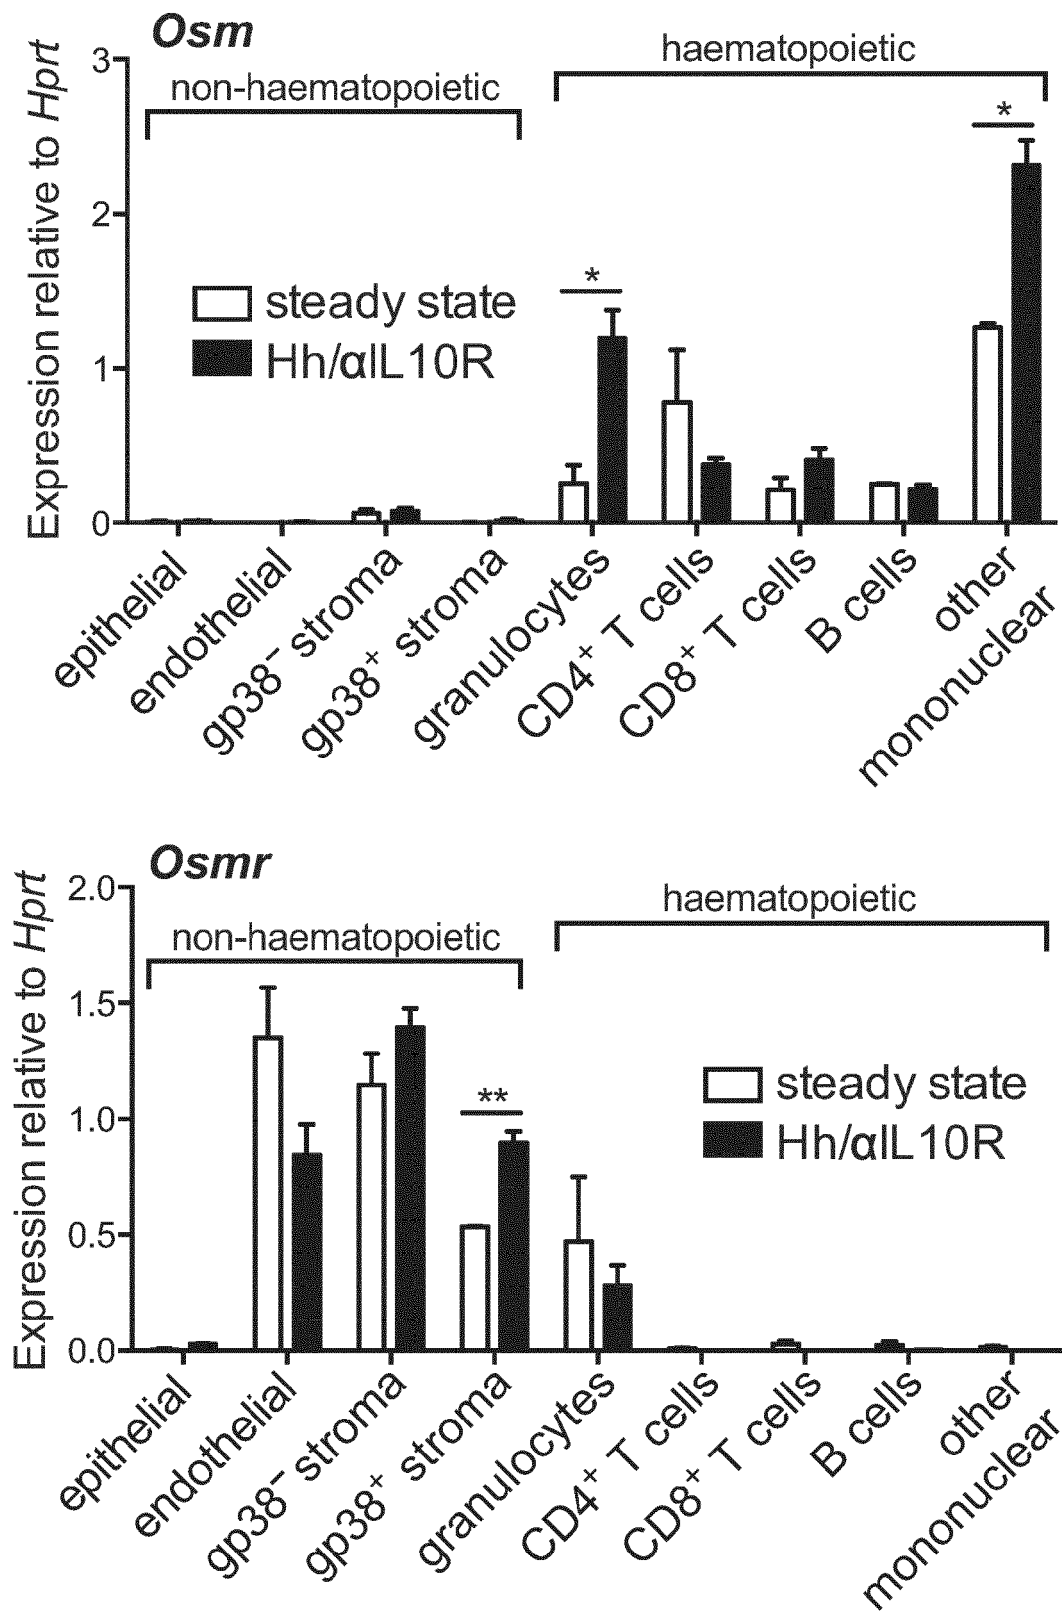 Osm
haematopoietic
non-haematopoietic
Expression relative to Hprt
3
2
1
0
*
*
steady state
Hh/αIL10R
epithelial
endothelial
gp38⁻ stroma
gp38⁺ stroma
granulocytes
CD4⁺ T cells
CD8⁺ T cells
B cells
other
mononuclear
Osmr
haematopoietic
non-haematopoietic
Expression relative to Hprt
2.0
1.5
1.0
0.5
0.0
**
steady state
Hh/αIL10R
epithelial
endothelial
gp38⁻ stroma
gp38⁺ stroma
granulocytes
CD4⁺ T cells
CD8⁺ T cells
B cells
other
mononuclear